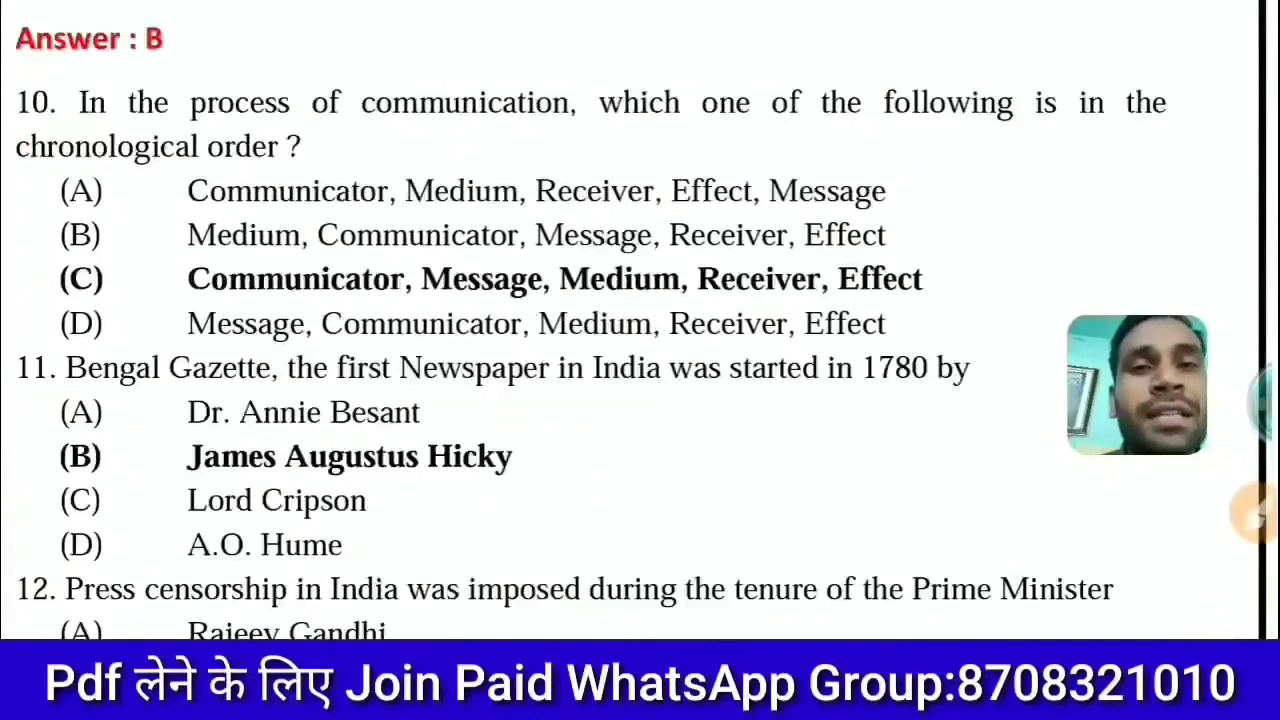 Answer : B
10. In the process of communication, which one of the following is in the
chronological order ?
(A) Communicator, Medium, Receiver, Effect, Message
(B) Medium, Communicator, Message, Receiver, Effect
(C) Communicator, Message, Medium, Receiver, Effect
(D) Message, Communicator, Medium, Receiver, Effect
11. Bengal Gazette, the first Newspaper in India was started in 1780 by
(A) Dr. Annie Besant
(B) James Augustus Hicky
(C) Lord Cripson
(D) A.O. Hume
12. Press censorship in India was imposed during the tenure of the Prime Minister
(A) Rajeev Gandhi
Pdf लेने के लिए Join Paid WhatsApp Group:8708321010